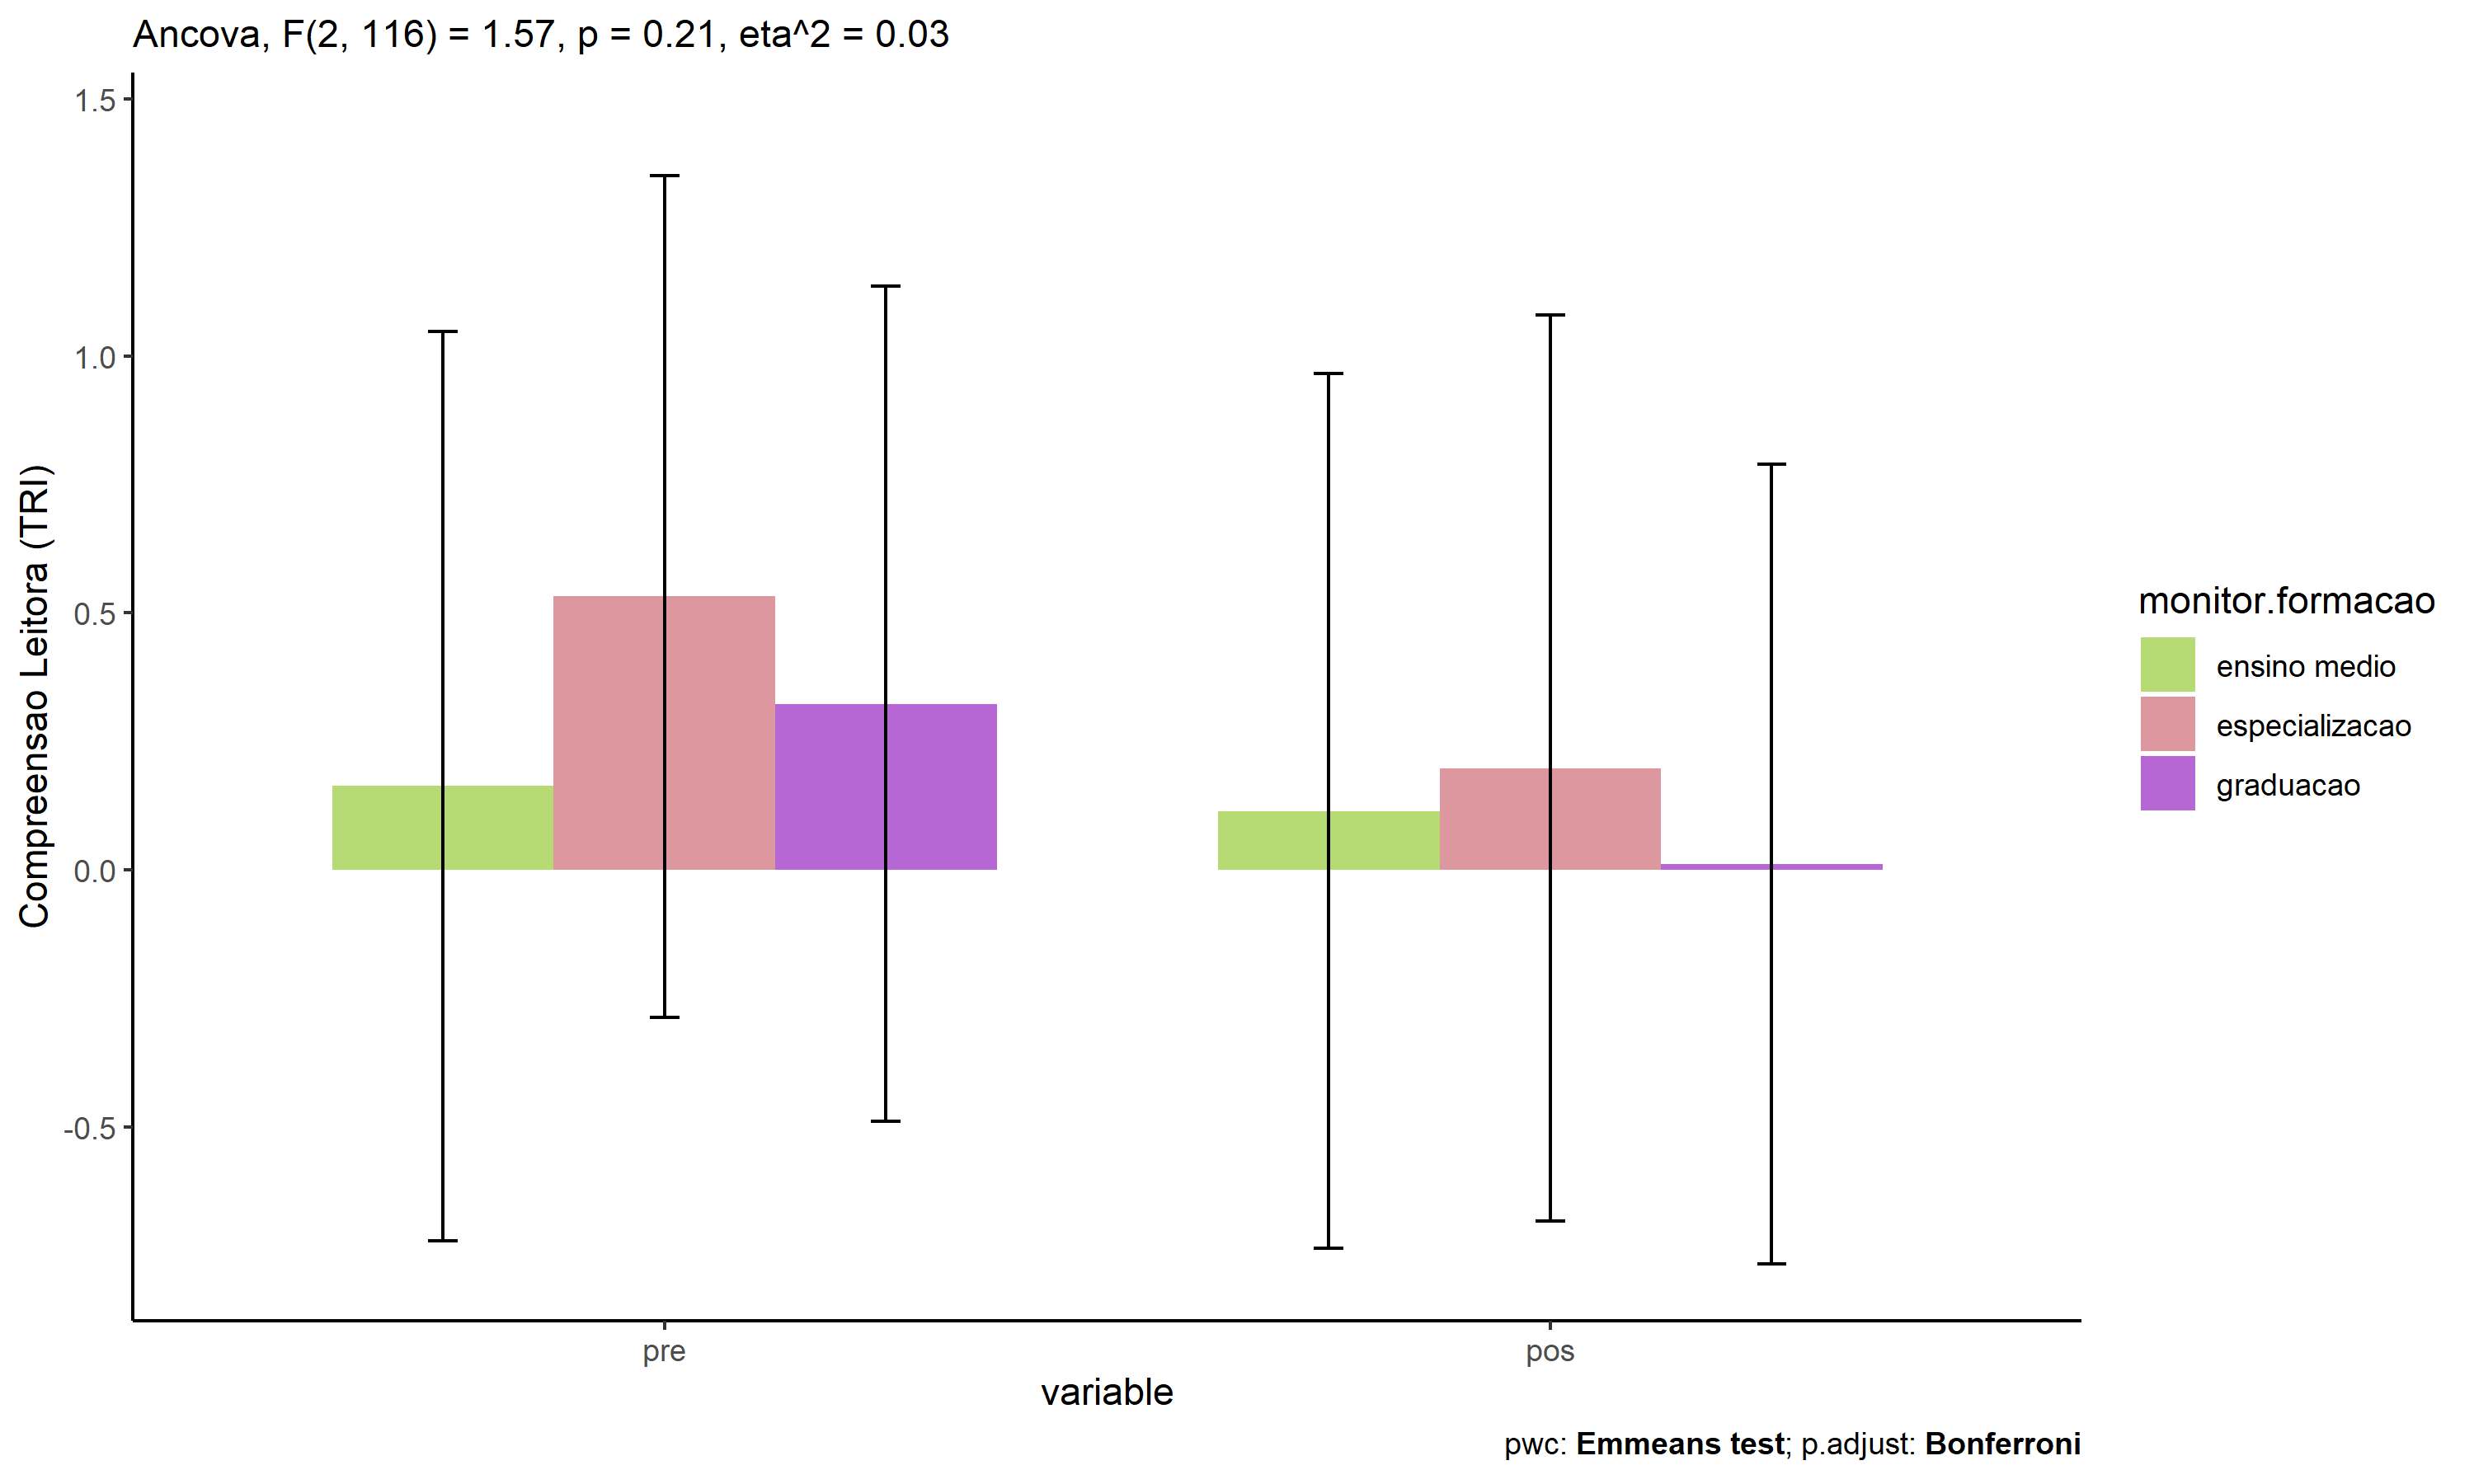 Ancova, F(2, 116) = 1.57, p = 0.21, eta^2 = 0.03
Compreensao Leitora (TRI)
1.5
1.0
0.5
0.0
-0.5
pre
pos
variable
monitor.formacao
ensino medio
especializacao
graduacao
pwc: Emmeans test; p.adjust: Bonferroni